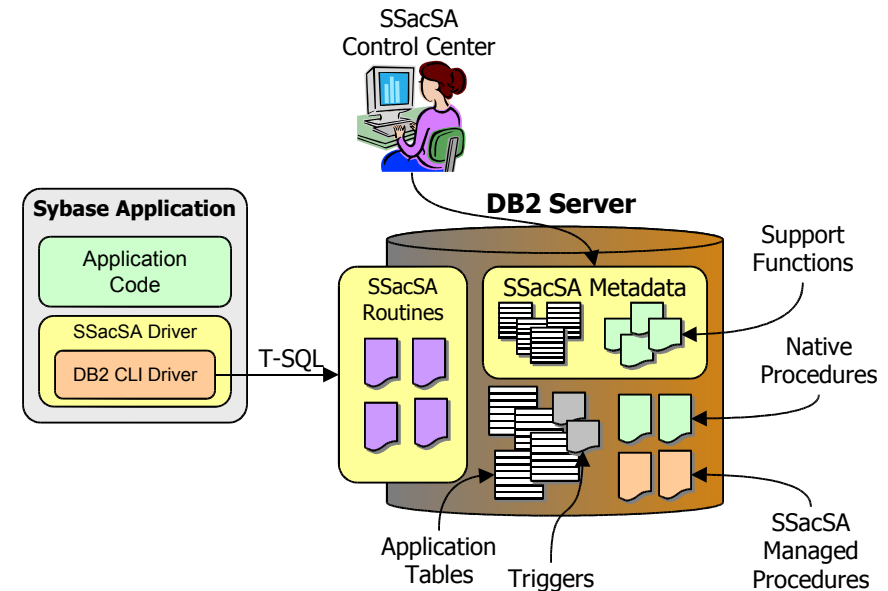 SSacSA
Control Center
DB2 Server
Sybase Application
Application
Code
SSacSA Driver
DB2 CLI Driver
T-SQL
SSacSA
Routines
SSacSA Metadata
Support
Functions
Native
Procedures
SSacSA
Managed
Procedures
Application
Tables
Triggers